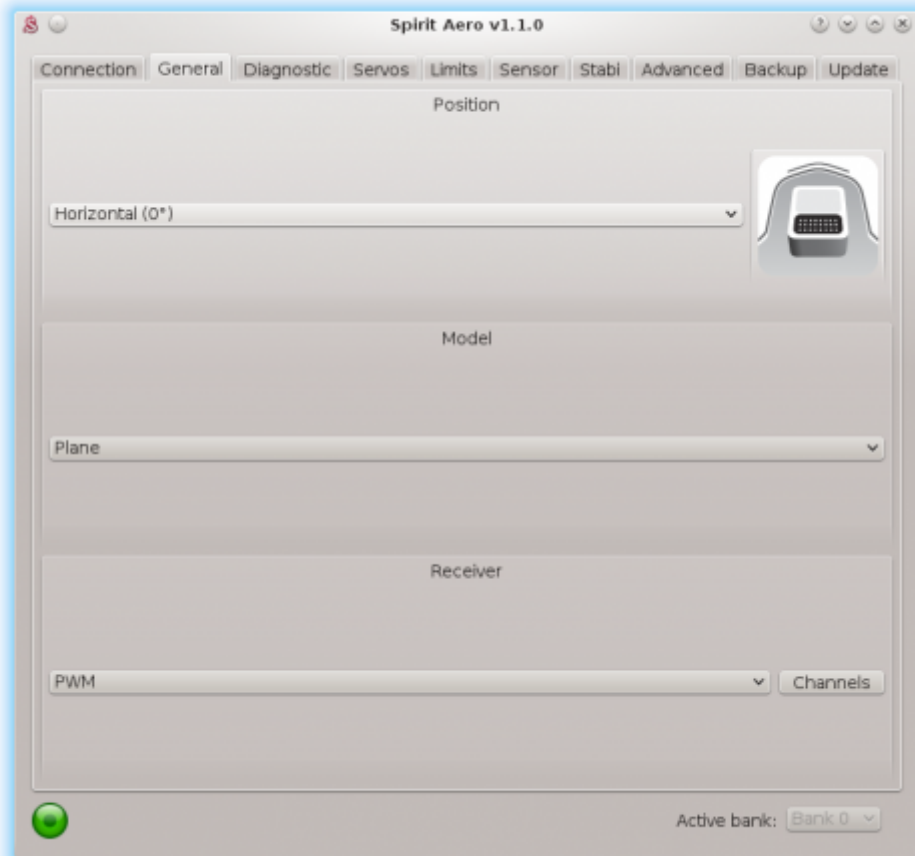 Spirit Aero v1.1.0
Connection General Diagnostic Servos Limits Sensor Stabi Advanced Backup Update
Position
Horizontal (0°)
Model
Plane
Receiver
PWM Channels
Active bank: Bank 0